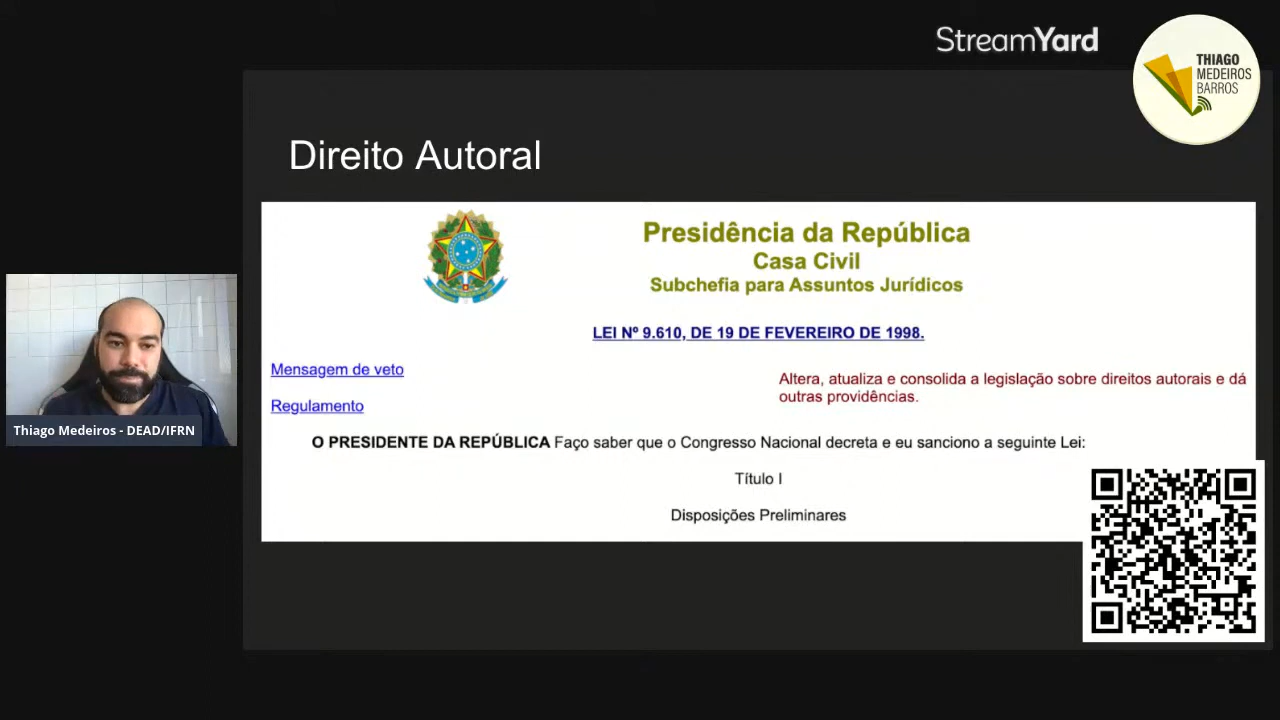 StreamYard
THIAGO
MEDEIROS
BARROS
Direito Autoral
Presidência da República
Casa Civil
Subchefia para Assuntos Jurídicos
LEI Nº 9.610, DE 19 DE FEVEREIRO DE 1998.
Mensagem de veto
Regulamento
Altera, atualiza e consolida a legislação sobre direitos autorais e dá
outras providências.
O PRESIDENTE DA REPÚBLICA Faço saber que o Congresso Nacional decreta e eu sanciono a seguinte Lei:
Título I
Disposições Preliminares
Thiago Medeiros - DEAD/IFRN